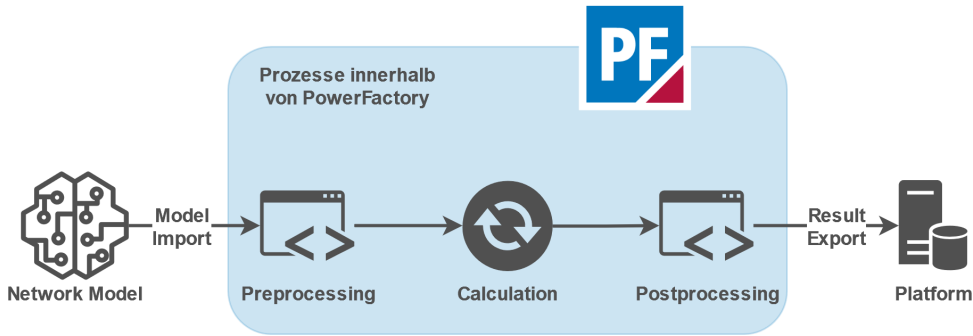 PF
Prozesse innerhalb
von PowerFactory
Model
Import
Result
Export
Network Model
Preprocessing
Calculation
Postprocessing
Platform